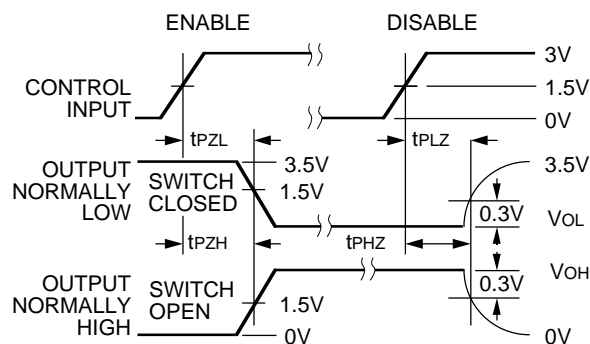 ENABLE DISABLE
3V
CONTROL
INPUT
1.5V
0V
tPZL tPLZ
OUTPUT
NORMALLY
LOW
SWITCH
CLOSED
3.5V
1.5V
3.5V
0.3V
VOL
tPZH tPHZ
OUTPUT
NORMALLY
HIGH
SWITCH
OPEN
1.5V
0V
VOH
0.3V
0V